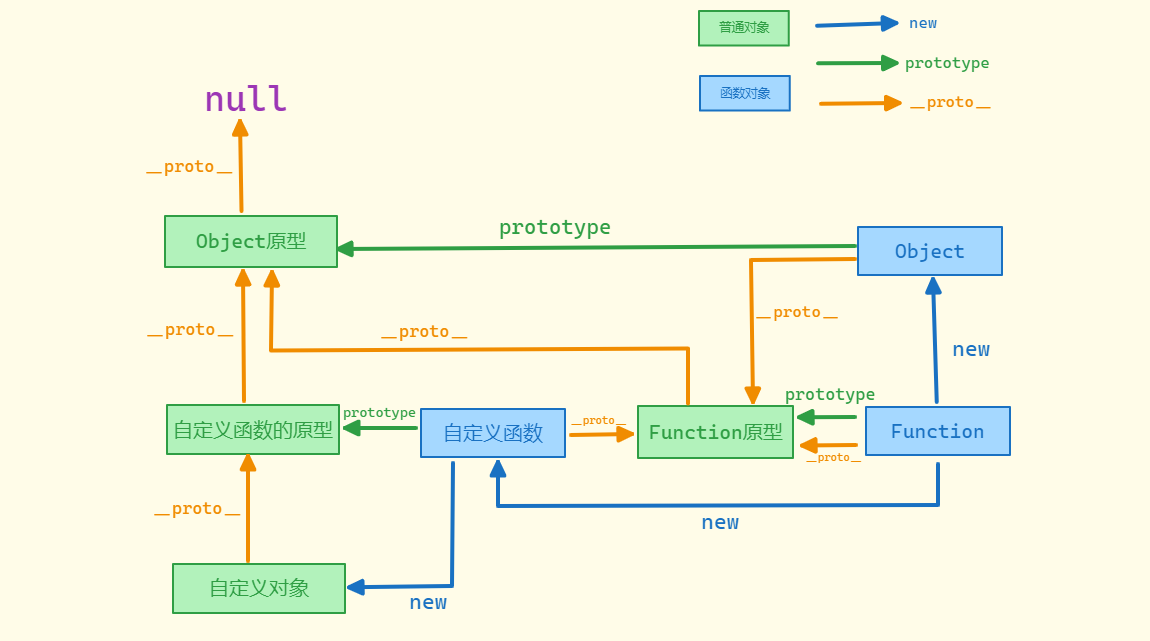 普通对象
new
prototype
函数对象
__proto__
null
__proto__
Object原型
prototype
Object
__proto__
__proto__
__proto__
new
自定义函数的原型
prototype
自定义函数
__proto__
Function原型
prototype
__proto__
Function
__proto__
new
自定义对象
new